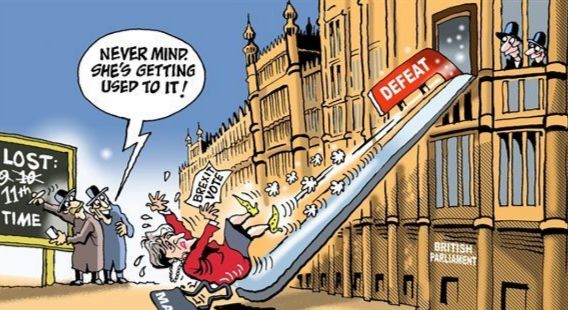 NEVER MIND.
SHE'S GETTING
USED TO IT!
LOST:
9 10
11th
TIME
BREXIT
VOTE
DEFEAT
BRITISH
PARLIAMENT